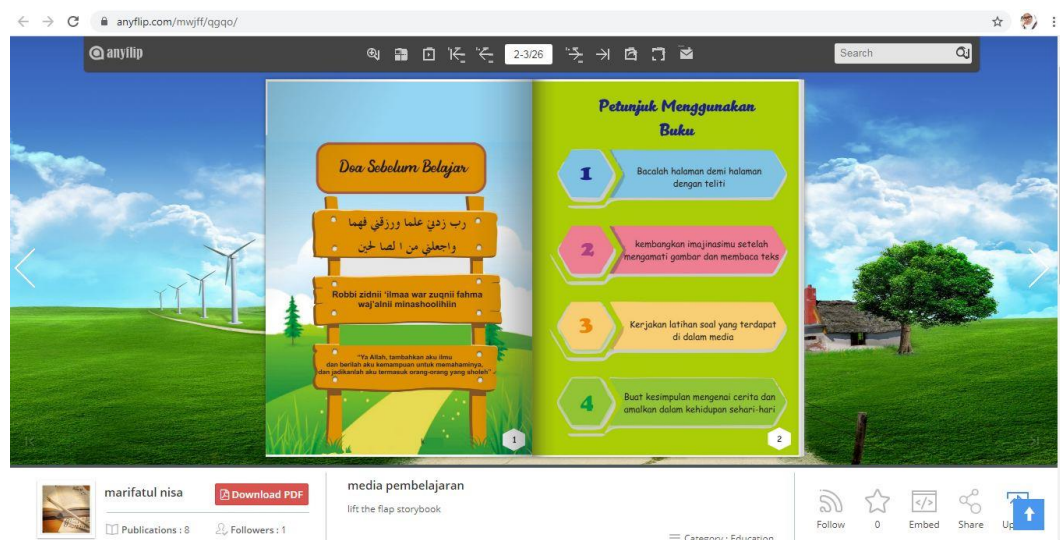 anyflip.com/mwjff/qgqo/
anyflip
2-3/26
Search
Doa Sebelum Belajar
رب زدني علما ورزقني فهما
واجعلني من ا لصا لحين
Robbi zidnii 'ilmaa war zuqnii fahma
waj'alnii minashoolihiin
"Ya Allah, tambahkan aku ilmu
dan berilah aku kemampuan untuk memahaminya,
dan jadikanlah aku termasuk orang-orang yang sholeh"
1
Petunjuk Menggunakan
Buku
1
Bacalah halaman demi halaman
dengan teliti
2
kembangkan imajinasimu setelah
mengamati gambar dan membaca teks
3
Kerjakan latihan soal yang terdapat
di dalam media
4
Buat kesimpulan mengenai cerita dan
amalkan dalam kehidupan sehari-hari
2
marifatul nisa
Download PDF
Publications : 8
Followers : 1
media pembelajaran
lift the flap storybook
Category : Education
Follow
0
Embed
Share